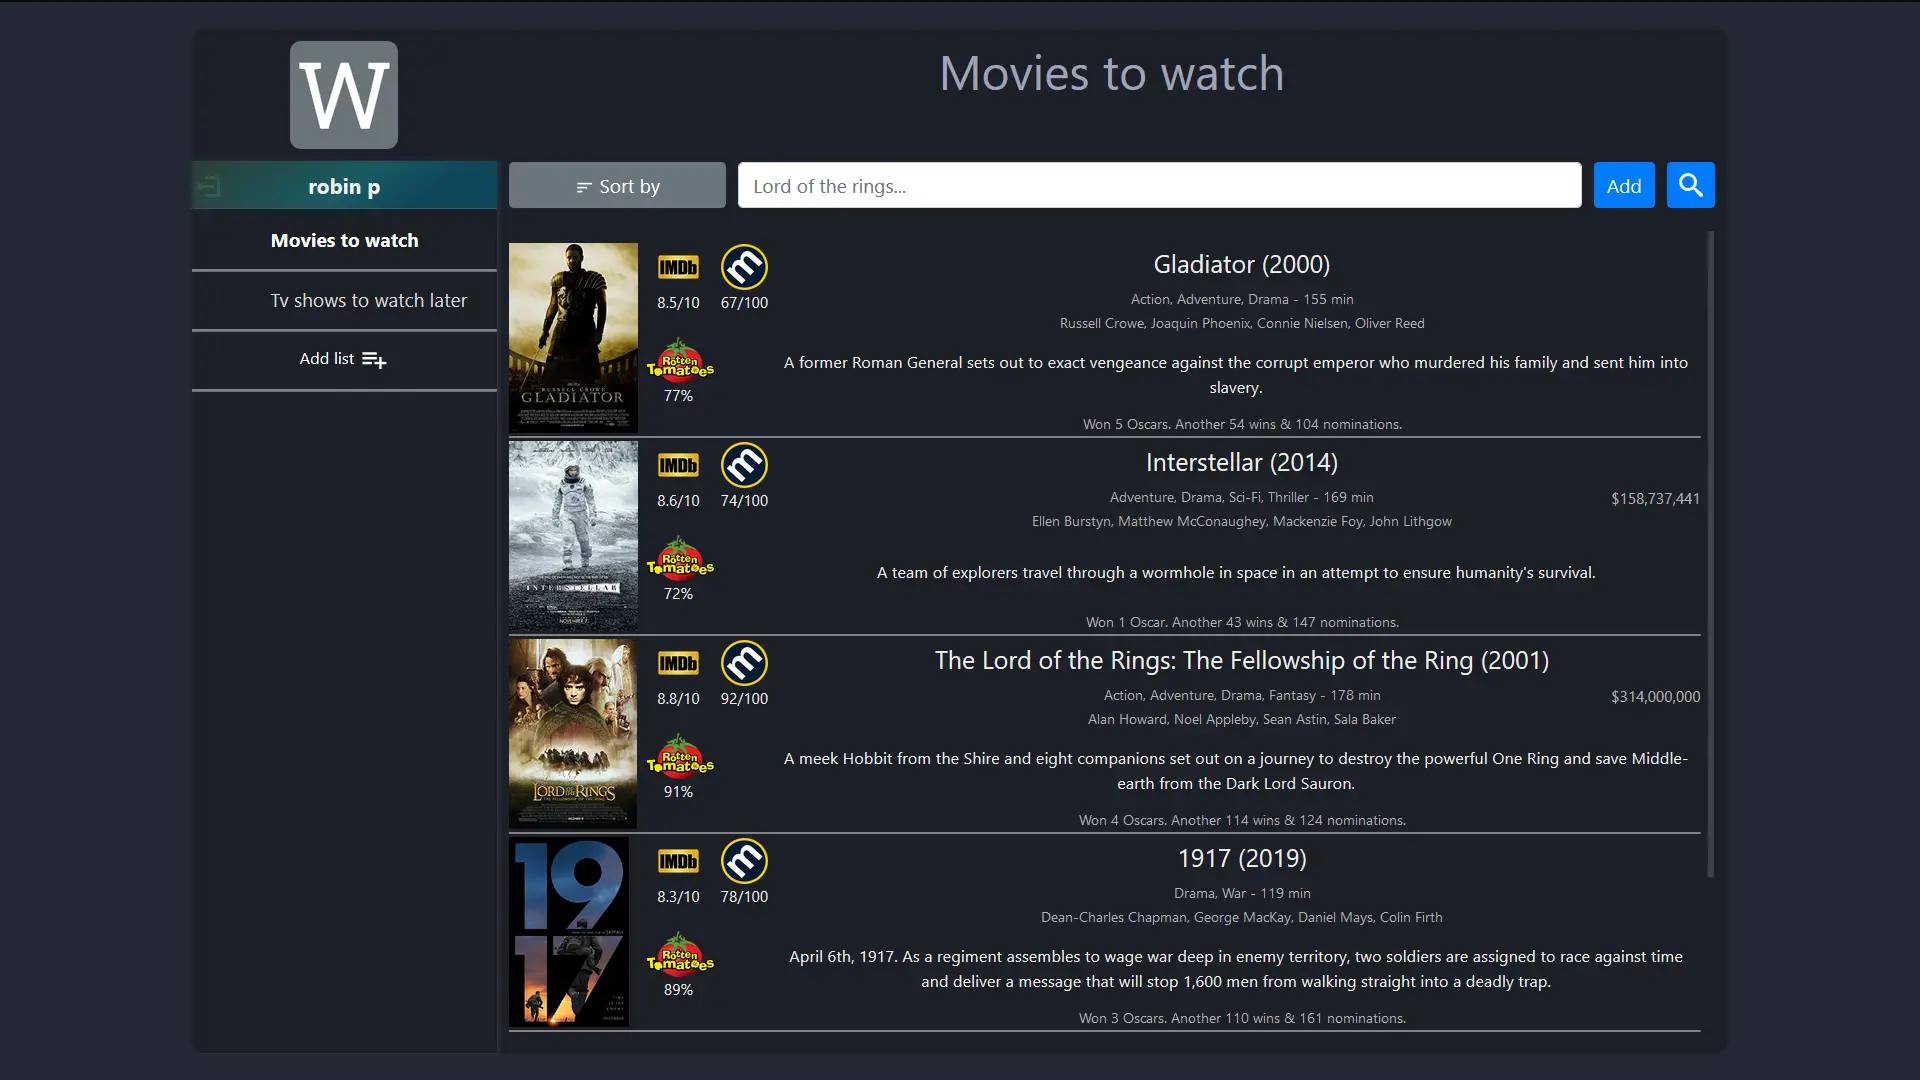 W
Movies to watch
robin p
Sort by
Lord of the rings...
Add
Movies to watch
Tv shows to watch later
Add list
RUSSELL CROWE
GLADIATOR
IMDb
8.5/10
67/100
Rotten
Tomatoes
77%
Gladiator (2000)
Action, Adventure, Drama - 155 min
Russell Crowe, Joaquin Phoenix, Connie Nielsen, Oliver Reed
A former Roman General sets out to exact vengeance against the corrupt emperor who murdered his family and sent him into
slavery.
Won 5 Oscars. Another 54 wins & 104 nominations.
INTERSTELLAR
IMDb
8.6/10
74/100
Rotten
Tomatoes
72%
Interstellar (2014)
Adventure, Drama, Sci-Fi, Thriller - 169 min
$158,737,441
Ellen Burstyn, Matthew McConaughey, Mackenzie Foy, John Lithgow
A team of explorers travel through a wormhole in space in an attempt to ensure humanity's survival.
Won 1 Oscar. Another 43 wins & 147 nominations.
LORD OF THE RINGS
IMDb
8.8/10
92/100
Rotten
Tomatoes
91%
The Lord of the Rings: The Fellowship of the Ring (2001)
Action, Adventure, Drama, Fantasy - 178 min
$314,000,000
Alan Howard, Noel Appleby, Sean Astin, Sala Baker
A meek Hobbit from the Shire and eight companions set out on a journey to destroy the powerful One Ring and save Middle-
earth from the Dark Lord Sauron.
Won 4 Oscars. Another 114 wins & 124 nominations.
19
17
TIME
IS THE
ENEMY
IMDb
8.3/10
78/100
Rotten
Tomatoes
89%
1917 (2019)
Drama, War - 119 min
Dean-Charles Chapman, George MacKay, Daniel Mays, Colin Firth
April 6th, 1917. As a regiment assembles to wage war deep in enemy territory, two soldiers are assigned to race against time
and deliver a message that will stop 1,600 men from walking straight into a deadly trap.
Won 3 Oscars. Another 110 wins & 161 nominations.